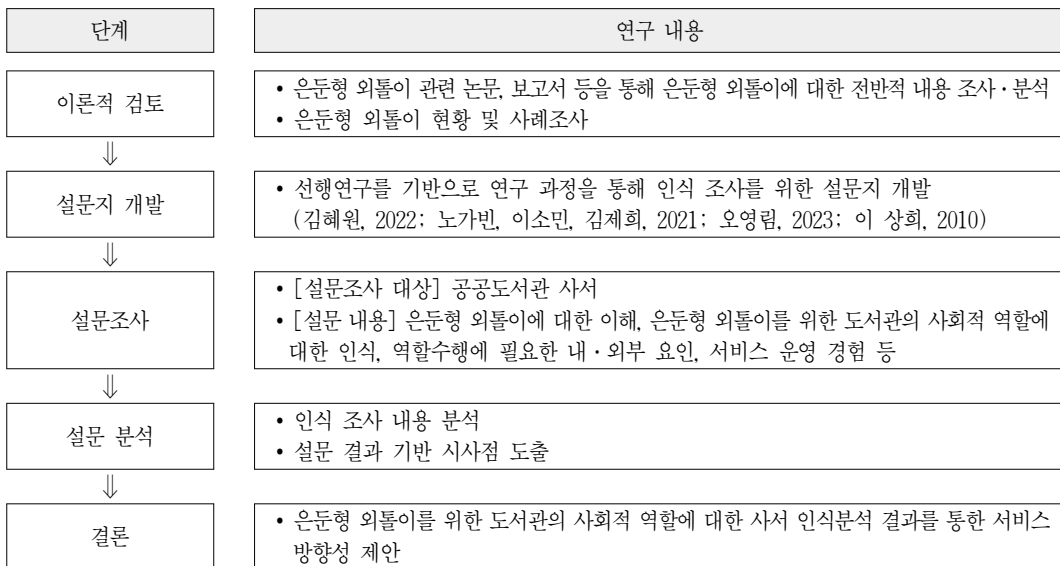 단계
연구 내용
이론적 검토
• 은둔형 외톨이 관련 논문, 보고서 등을 통해 은둔형 외톨이에 대한 전반적 내용 조사・분석
• 은둔형 외톨이 현황 및 사례조사
⇓
설문지 개발
• 선행연구를 기반으로 연구 과정을 통해 인식 조사를 위한 설문지 개발
(김혜원, 2022; 노가빈, 이소민, 김제희, 2021; 오영림, 2023; 이 상희, 2010)
⇓
설문조사
• [설문조사 대상] 공공도서관 사서
• [설문 내용] 은둔형 외톨이에 대한 이해, 은둔형 외톨이를 위한 도서관의 사회적 역할에
대한 인식, 역할수행에 필요한 내・외부 요인, 서비스 운영 경험 등
⇓
설문 분석
• 인식 조사 내용 분석
• 설문 결과 기반 시사점 도출
⇓
결론
• 은둔형 외톨이를 위한 도서관의 사회적 역할에 대한 사서 인식분석 결과를 통한 서비스
방향성 제안